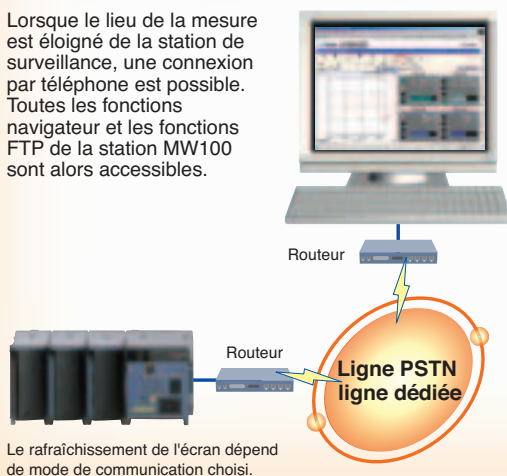 Lorsque le lieu de la mesure
est éloigné de la station de
surveillance, une connexion
par téléphone est possible.
Toutes les fonctions
navigateur et les fonctions
FTP de la station MW100
sont alors accessibles.
Routeur
Routeur
Ligne PSTN
ligne dédiée
Le rafraîchissement de l'écran dépend
de mode de communication choisi.